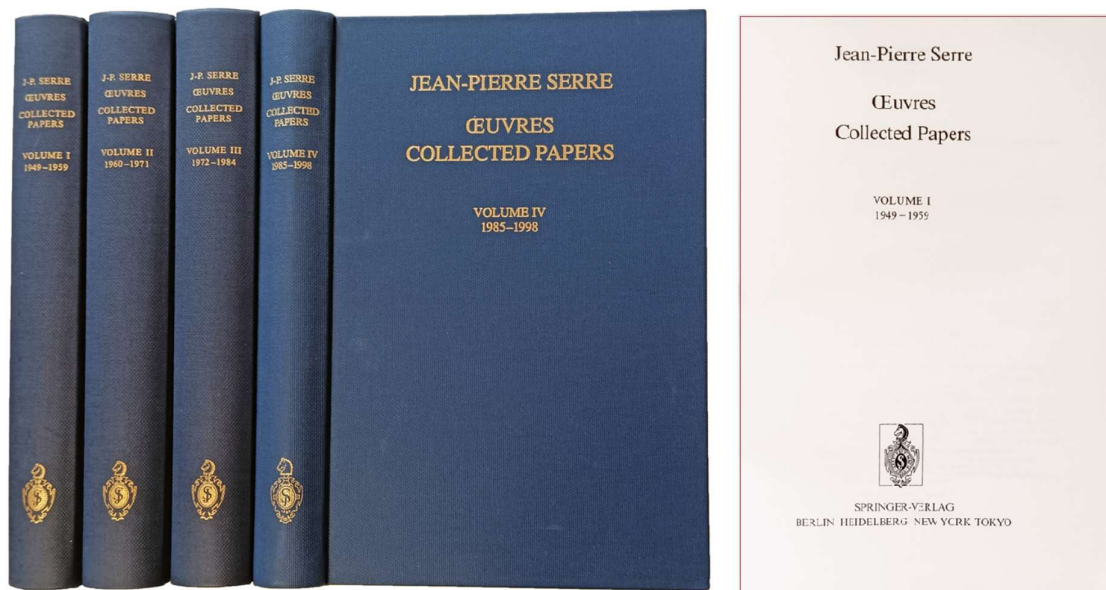 J-P. SERRE
ŒUVRES
COLLECTED
PAPERS
VOLUME I
1949–1959
J-P. SERRE
ŒUVRES
COLLECTED
PAPERS
VOLUME II
1960–1971
J-P. SERRE
ŒUVRES
COLLECTED
PAPERS
VOLUME III
1972–1984
J-P. SERRE
ŒUVRES
COLLECTED
PAPERS
VOLUME IV
1985–1998
JEAN-PIERRE SERRE
ŒUVRES
COLLECTED PAPERS
VOLUME IV
1985–1998
Jean-Pierre Serre
Œuvres
Collected Papers
VOLUME I
1949–1959
SPRINGER-VERLAG
BERLIN HEIDELBERG NEW YORK TOKYO